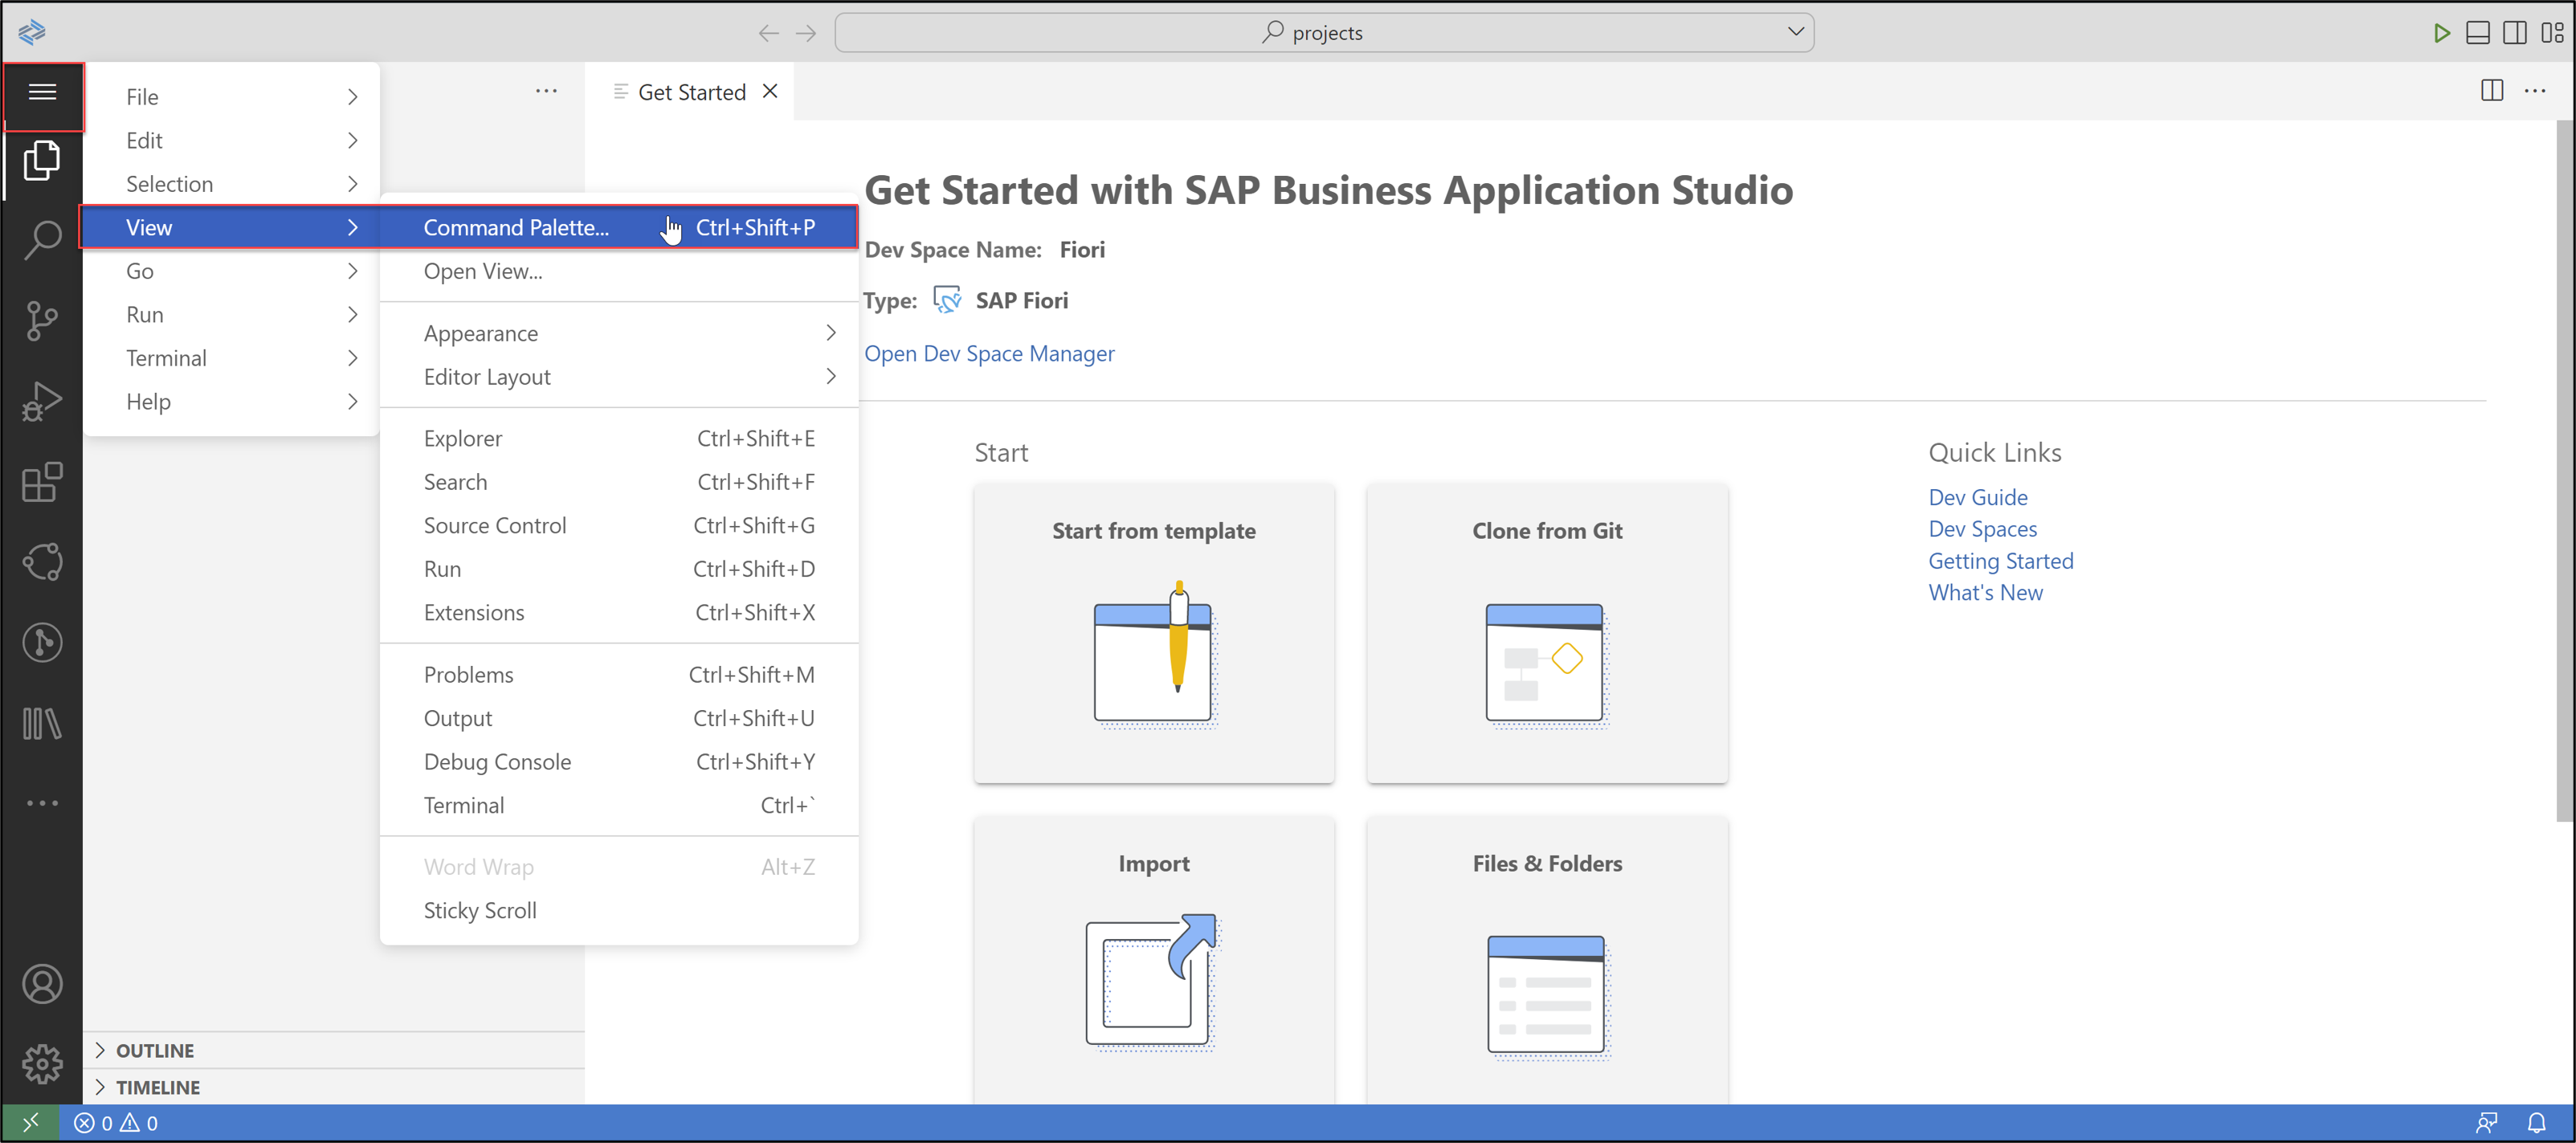 projects
File
Edit
Selection
View
Go
Run
Terminal
Help
Command Palette... Ctrl+Shift+P
Open View...
Appearance
Editor Layout
Explorer Ctrl+Shift+E
Search Ctrl+Shift+F
Source Control Ctrl+Shift+G
Run Ctrl+Shift+D
Extensions Ctrl+Shift+X
Problems Ctrl+Shift+M
Output Ctrl+Shift+U
Debug Console Ctrl+Shift+Y
Terminal Ctrl+`
Word Wrap Alt+Z
Sticky Scroll
OUTLINE
TIMELINE
Get Started
Get Started with SAP Business Application Studio
Dev Space Name: Fiori
Type: SAP Fiori
Open Dev Space Manager
Start
Start from template
Clone from Git
Import
Files & Folders
Quick Links
Dev Guide
Dev Spaces
Getting Started
What's New
0 0